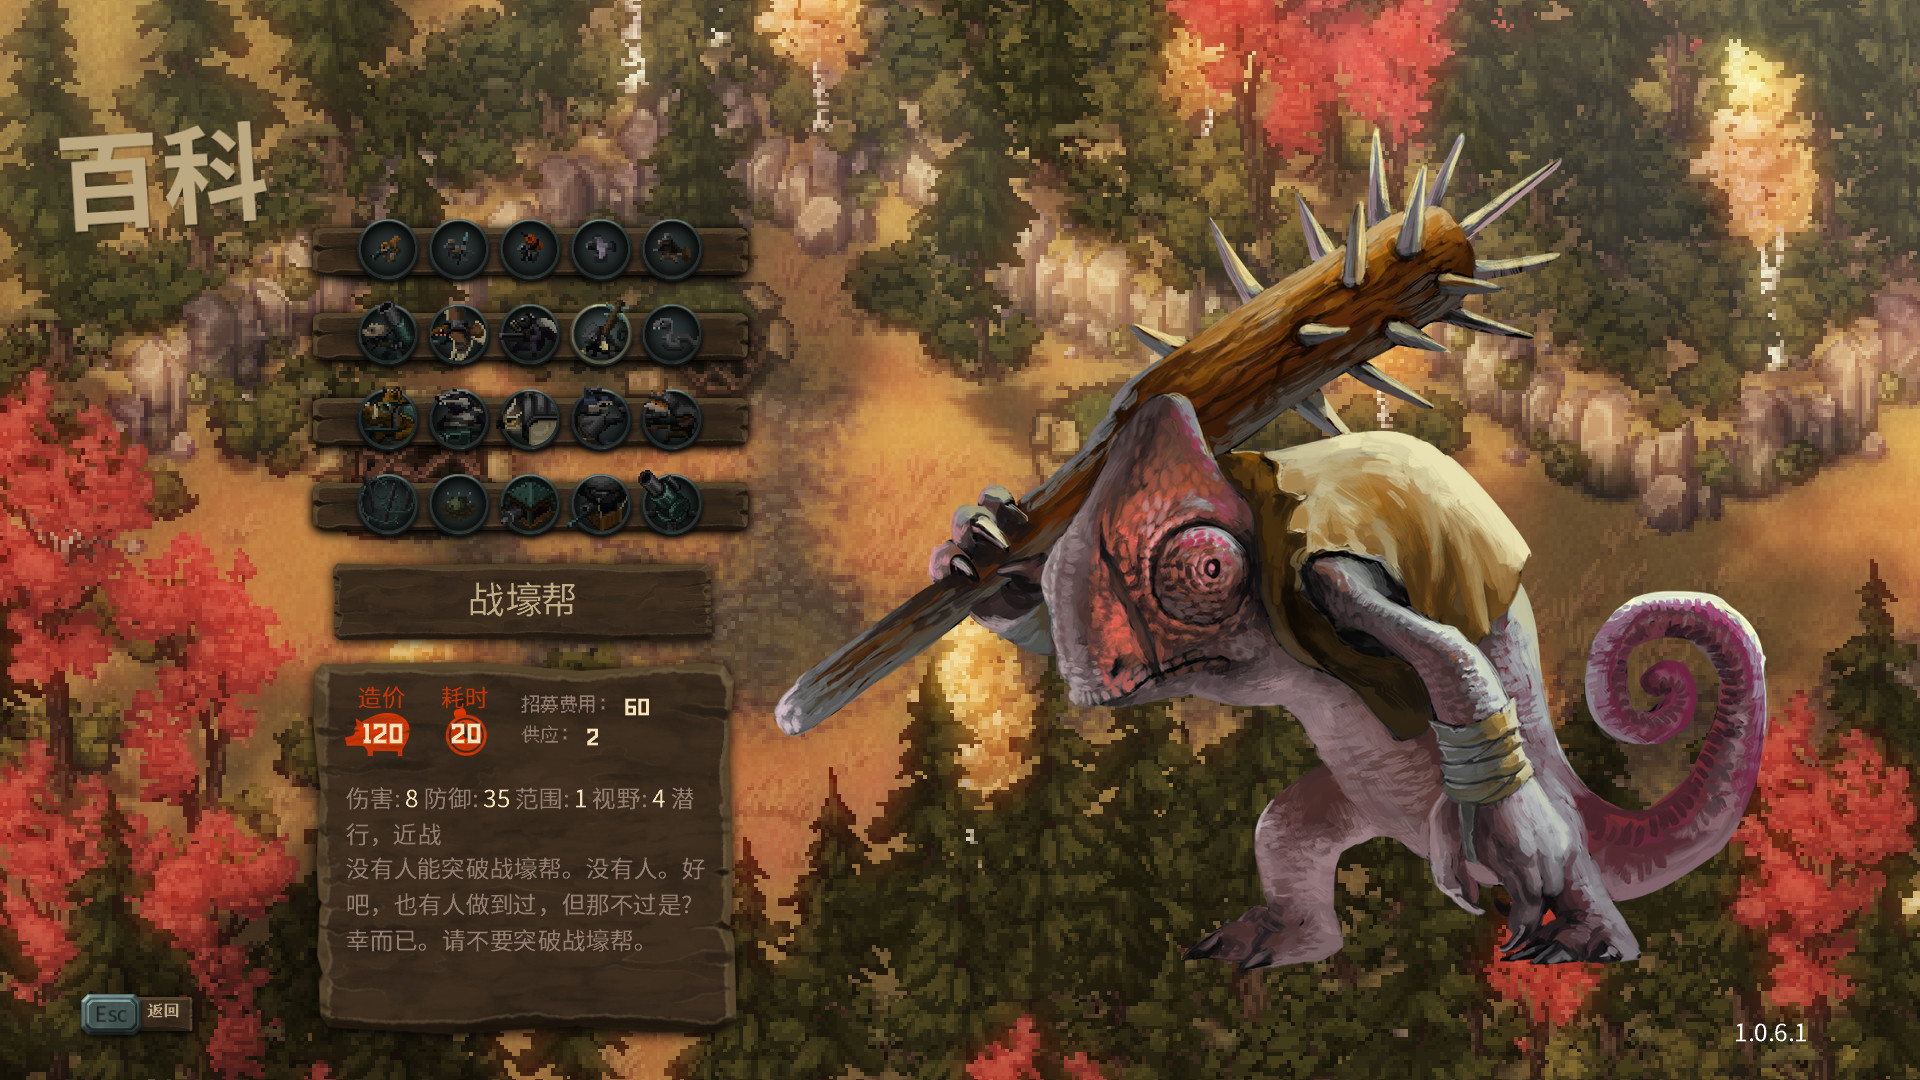 百科
战壕帮
造价 耗时 招募费用: 60
120 20 供应: 2
伤害: 8 防御: 35 范围: 1 视野: 4 潜
行，近战
没有人能突破战壕帮。没有人。好
吧，也有人做到过，但那不过是?
幸而已。请不要突破战壕帮。
Esc 返回
1.0.6.1